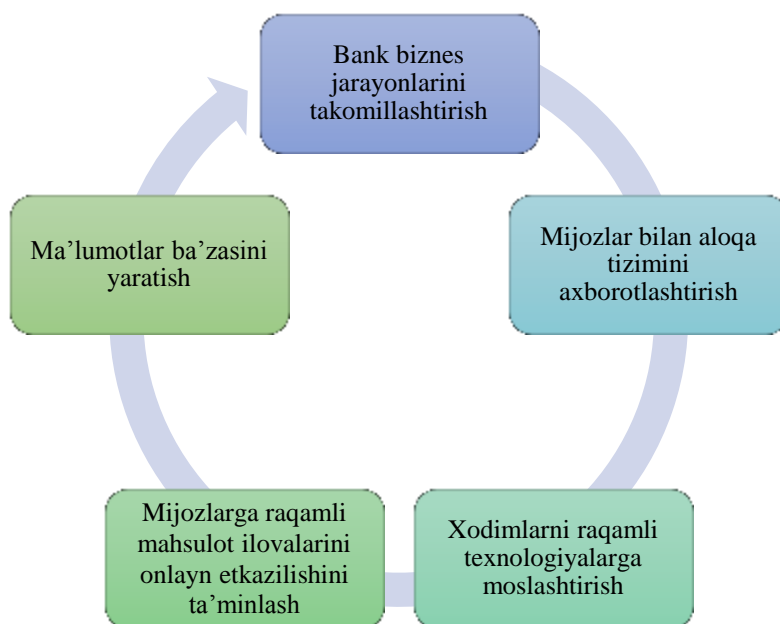 Bank biznes
jarayonlarini
takomillashtirish
Mijozlar bilan aloqa
tizimini
axborotlashtirish
Xodimlarni raqamli
texnologiyalarga
moslashtirish
Mijozlarga raqamli
mahsulot ilovalarini
onlayn etkazilishini
ta’minlash
Ma’lumotlar ba’zasini
yaratish